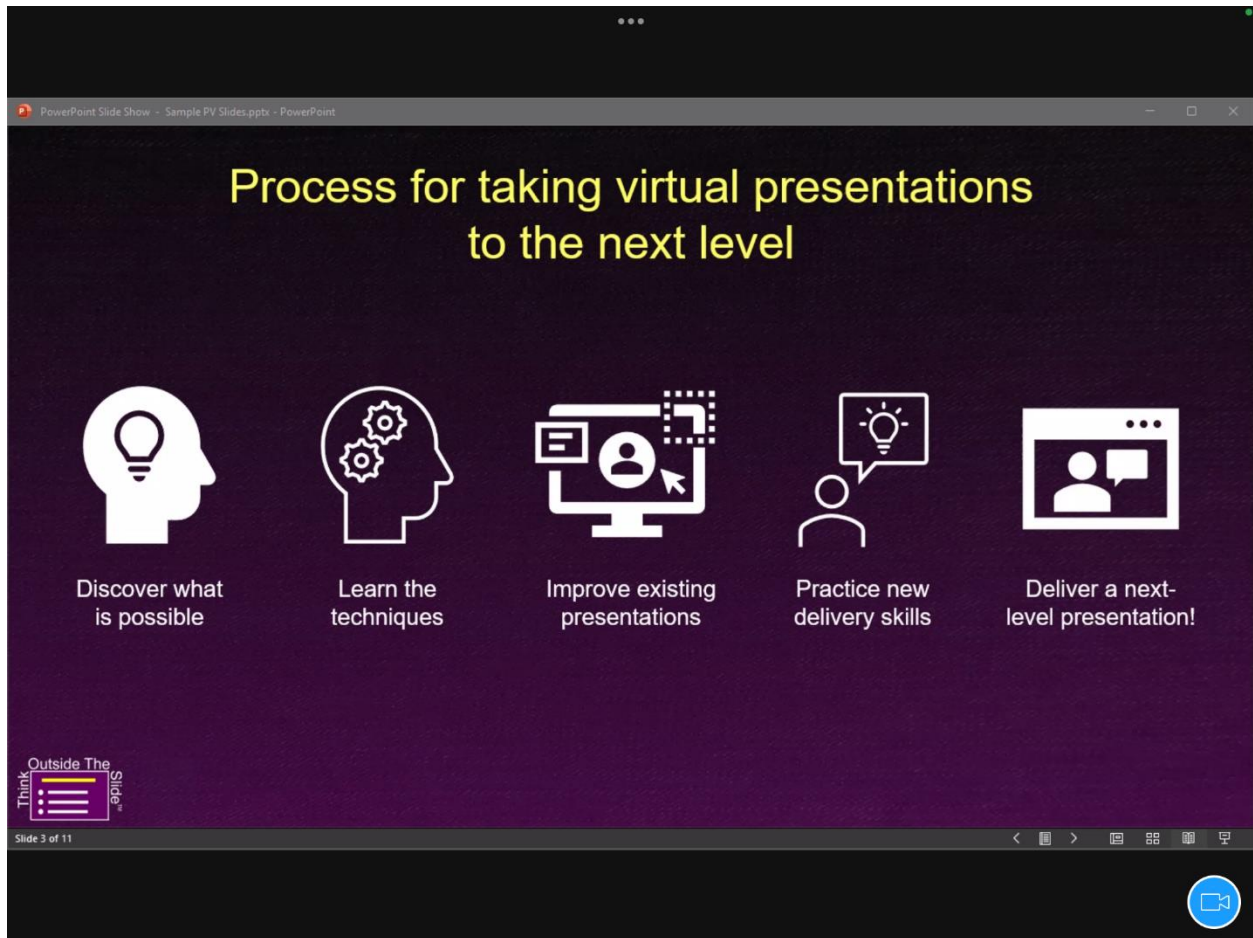 PowerPoint Slide Show - Sample PV Slides.pptx - PowerPoint
Process for taking virtual presentations
to the next level
Discover what
is possible
Learn the
techniques
Improve existing
presentations
Practice new
delivery skills
Deliver a next-
level presentation!
Think
Outside The
Slide™
Slide 3 of 11